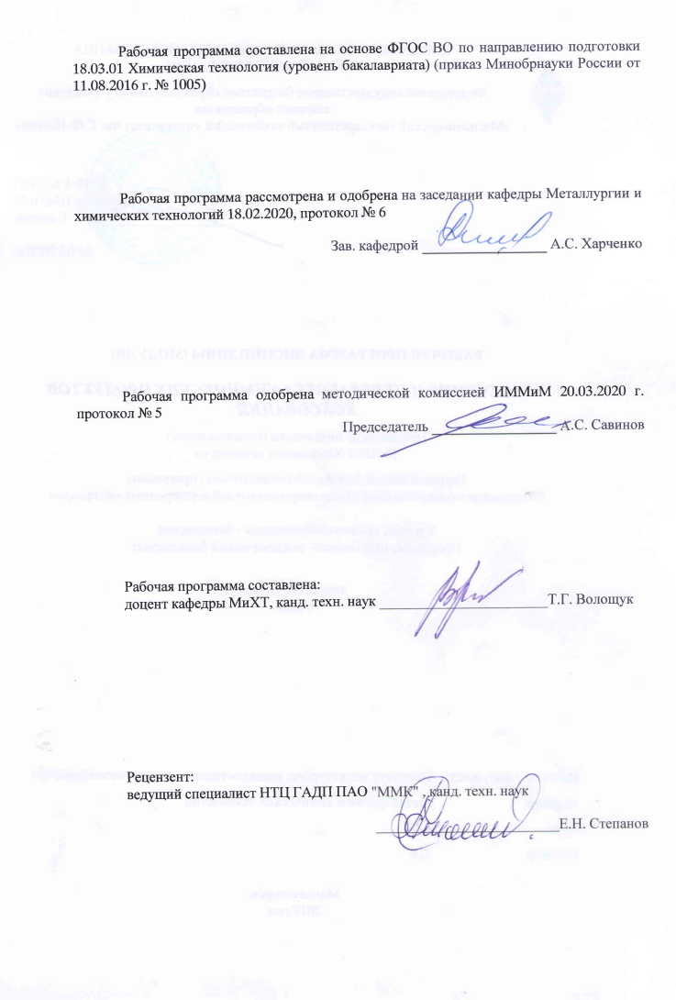 Рабочая программа составлена на основе ФГОС ВО по направлению подготовки
18.03.01 Химическая технология (уровень бакалавриата) (приказ Минобрнауки России от
11.08.2016 г. № 1005)
Рабочая программа рассмотрена и одобрена на заседании кафедры Металлургии и
химических технологий 18.02.2020, протокол № 6
Зав. кафедрой А.С. Харченко
Рабочая программа одобрена методической комиссией ИММиМ 20.03.2020 г.
протокол № 5
Председатель А.С. Савинов
Рабочая программа составлена:
доцент кафедры МиХТ, канд. техн. наук Т.Г. Волощук
Рецензент:
ведущий специалист НТЦ ГАДП ПАО "ММК" , канд. техн. наук
Е.Н. Степанов